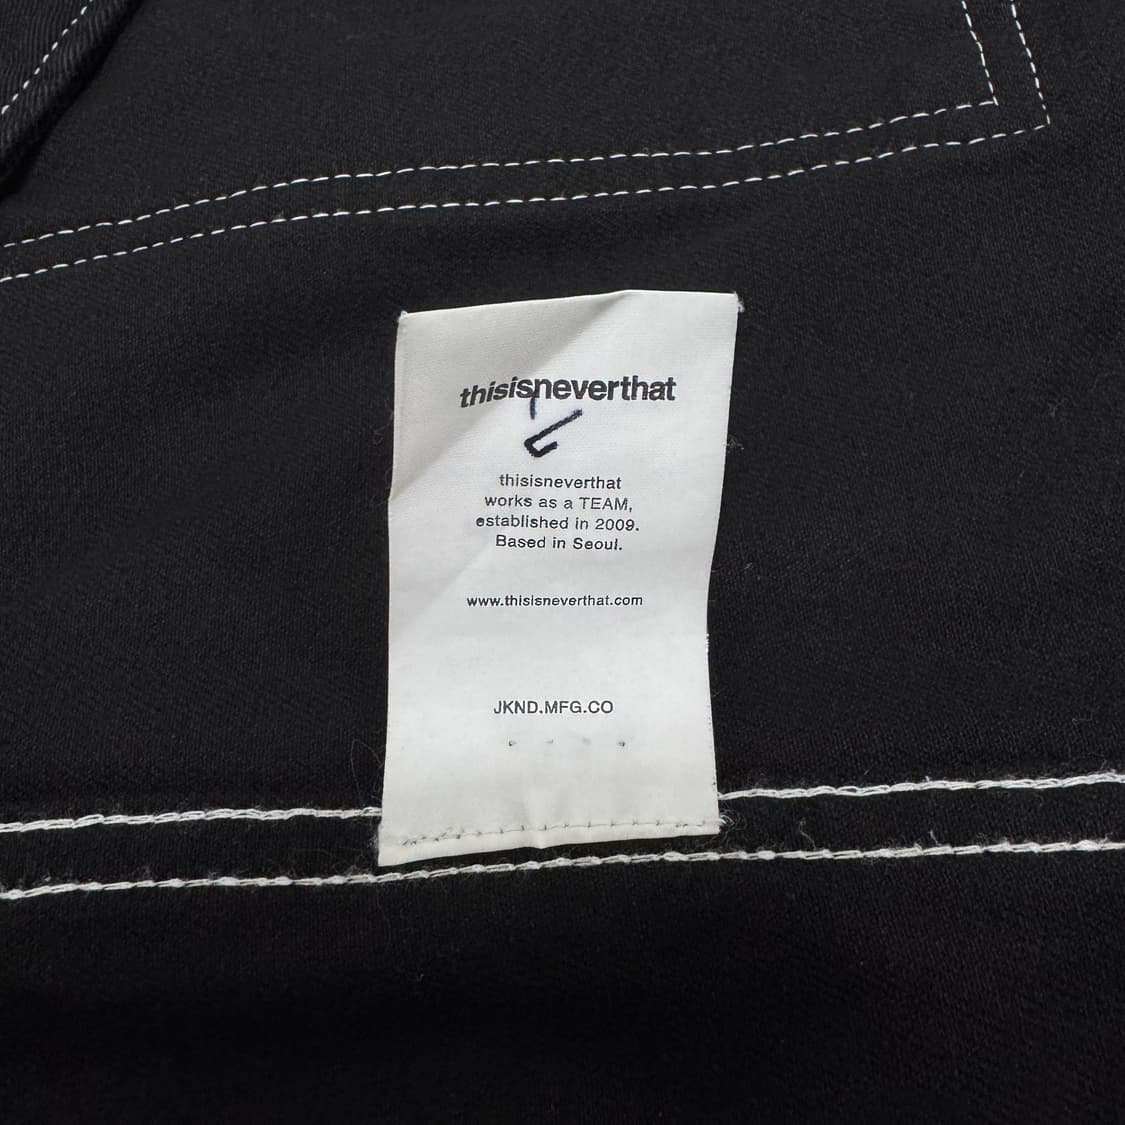 thisisneverthat
thisisneverthat
works as a TEAM,
established in 2009.
Based in Seoul.
www.thisisneverthat.com
JKND.MFG.CO